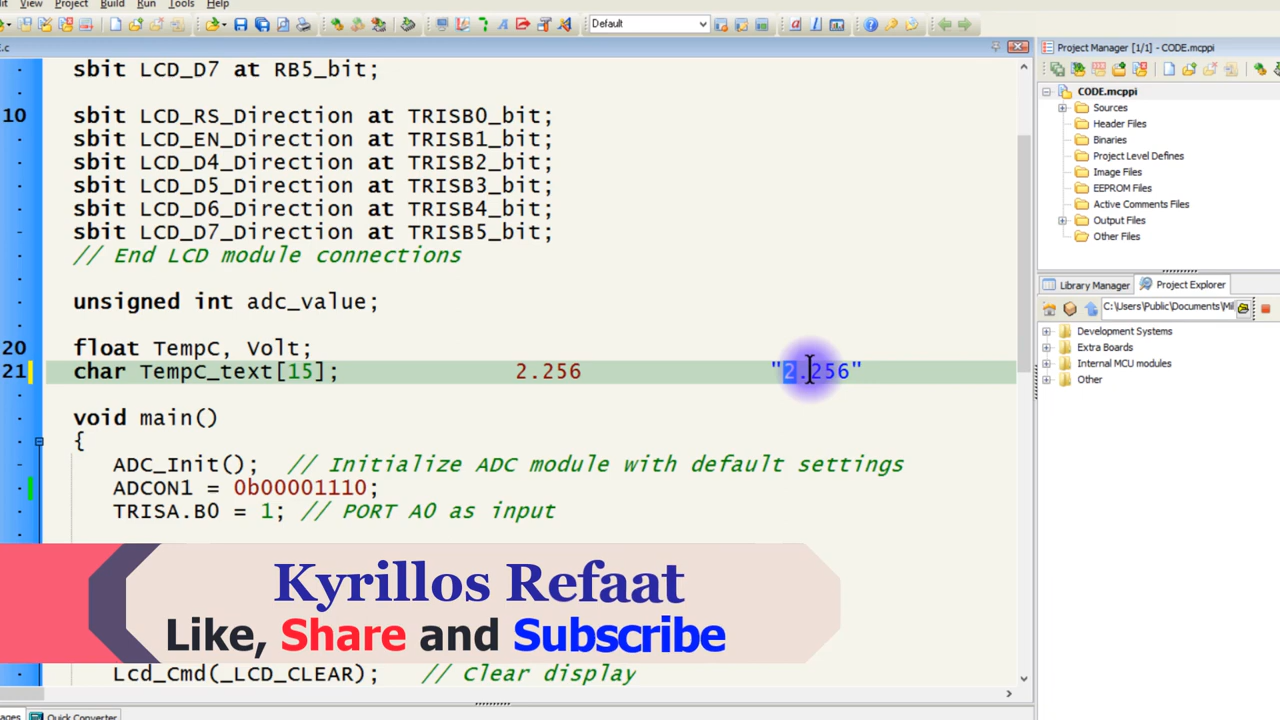 View Project Build Run Tools Help
Default
.c
Project Manager [1/1] - CODE.mcppi
sbit LCD_D7 at RB5_bit;
10 sbit LCD_RS_Direction at TRISB0_bit;
sbit LCD_EN_Direction at TRISB1_bit;
sbit LCD_D4_Direction at TRISB2_bit;
sbit LCD_D5_Direction at TRISB3_bit;
sbit LCD_D6_Direction at TRISB4_bit;
sbit LCD_D7_Direction at TRISB5_bit;
// End LCD module connections
unsigned int adc_value;
20 float TempC, Volt;
21 char TempC_text[15]; 2.256 "2.256"
void main()
{
ADC_Init(); // Initialize ADC module with default settings
ADCON1 = 0b00001110;
TRISA.B0 = 1; // PORT A0 as input
Kyrillos Refaat
Like, Share and Subscribe
Lcd_Cmd(_LCD_CLEAR); // Clear display
Quick Converter
CODE.mcppi
Sources
Header Files
Binaries
Project Level Defines
Image Files
EEPROM Files
Active Comments Files
Output Files
Other Files
Library Manager Project Explorer
C:\Users\Public\Documents\Mi
Development Systems
Extra Boards
Internal MCU modules
Other